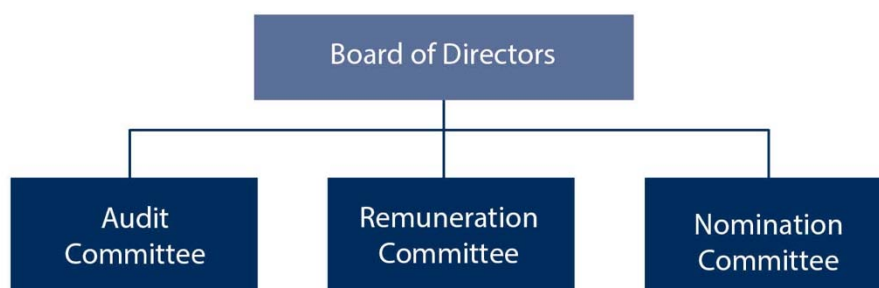 Board of Directors
Audit
Committee
Remuneration
Committee
Nomination
Committee